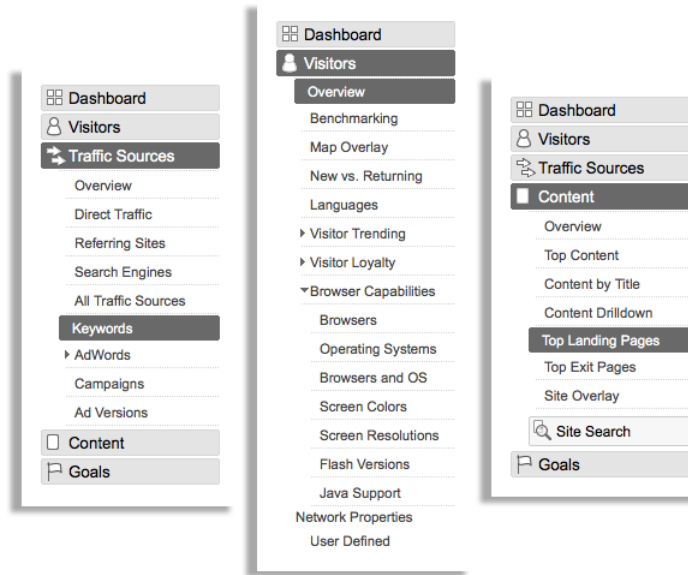 Dashboard
Visitors
Traffic Sources
Overview
Direct Traffic
Referring Sites
Search Engines
All Traffic Sources
Keywords
AdWords
Campaigns
Ad Versions
Content
Goals
Dashboard
Visitors
Overview
Benchmarking
Map Overlay
New vs. Returning
Languages
Visitor Trending
Visitor Loyalty
Browser Capabilities
Browsers
Operating Systems
Browsers and OS
Screen Colors
Screen Resolutions
Flash Versions
Java Support
Network Properties
User Defined
Dashboard
Visitors
Traffic Sources
Content
Overview
Top Content
Content by Title
Content Drilldown
Top Landing Pages
Top Exit Pages
Site Overlay
Site Search
Goals